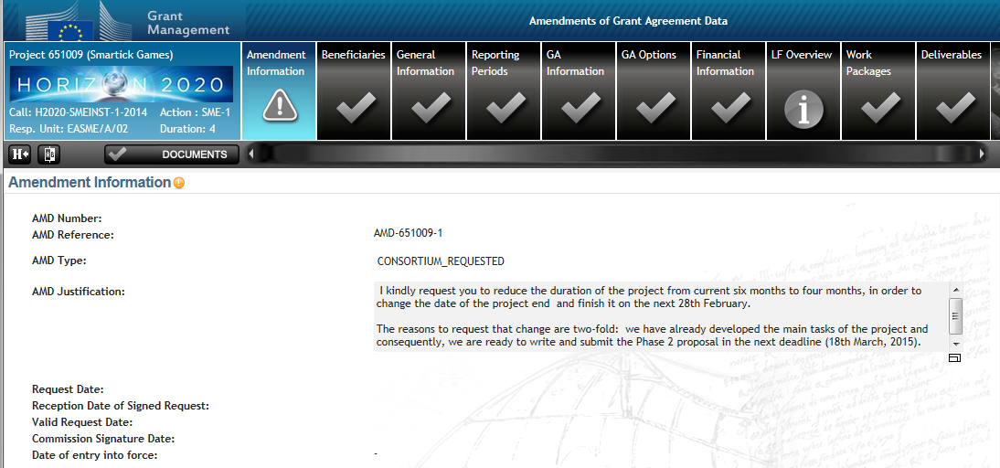 Grant
Management
Amendments of Grant Agreement Data
Project 651009 (Smartick Games)
HORIZON 2020
Call: H2020-SMEINST-1-2014 Action : SME-1
Resp. Unit: EASME/A/02 Duration: 4
Amendment
Information
Beneficiaries
General
Information
Reporting
Periods
GA
Information
GA Options
Financial
Information
LF Overview
Work
Packages
Deliverables
DOCUMENTS
Amendment Information
AMD Number:
AMD Reference: AMD-651009-1
AMD Type: CONSORTIUM_REQUESTED
AMD Justification: I kindly request you to reduce the duration of the project from current six months to four months, in order to
change the date of the project end and finish it on the next 28th February.
The reasons to request that change are two-fold: we have already developed the main tasks of the project and
consequently, we are ready to write and submit the Phase 2 proposal in the next deadline (18th March, 2015).
Request Date:
Reception Date of Signed Request:
Valid Request Date:
Commission Signature Date:
Date of entry into force: -